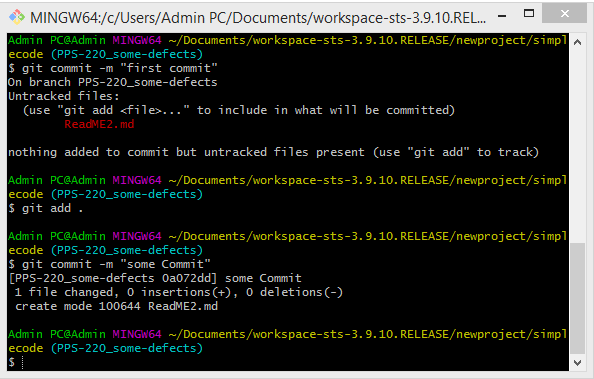 MINGW64:/c/Users/Admin PC/Documents/workspace-sts-3.9.10.REL...
Admin PC@Admin MINGW64 ~/Documents/workspace-sts-3.9.10.RELEASE/newproject/simpl
ecode (PPS-220_some-defects)
$ git commit -m "first commit"
On branch PPS-220_some-defects
Untracked files:
  (use "git add <file>..." to include in what will be committed)
        ReadME2.md
nothing added to commit but untracked files present (use "git add" to track)
Admin PC@Admin MINGW64 ~/Documents/workspace-sts-3.9.10.RELEASE/newproject/simpl
ecode (PPS-220_some-defects)
$ git add .
Admin PC@Admin MINGW64 ~/Documents/workspace-sts-3.9.10.RELEASE/newproject/simpl
ecode (PPS-220_some-defects)
$ git commit -m "some Commit"
[PPS-220_some-defects 0a072dd] some Commit
 1 file changed, 0 insertions(+), 0 deletions(-)
 create mode 100644 ReadME2.md
Admin PC@Admin MINGW64 ~/Documents/workspace-sts-3.9.10.RELEASE/newproject/simpl
ecode (PPS-220_some-defects)
$